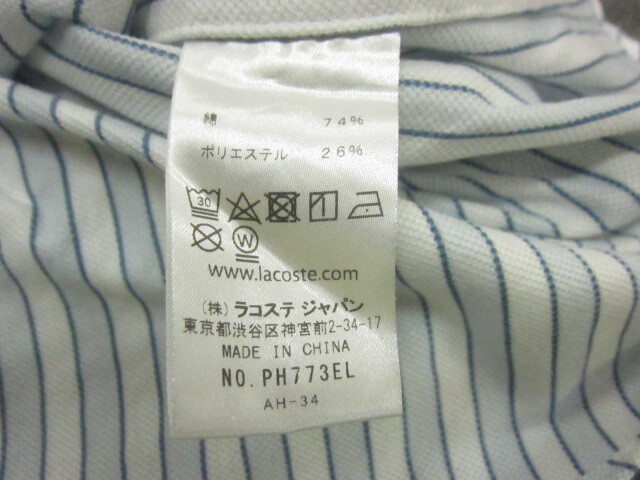 綿 74%
ポリエステル 26%
30
W
www.lacoste.com
(株) ラコステ ジャパン
東京都渋谷区神宮前2-34-17
MADE IN CHINA
NO. PH773EL
AH-34